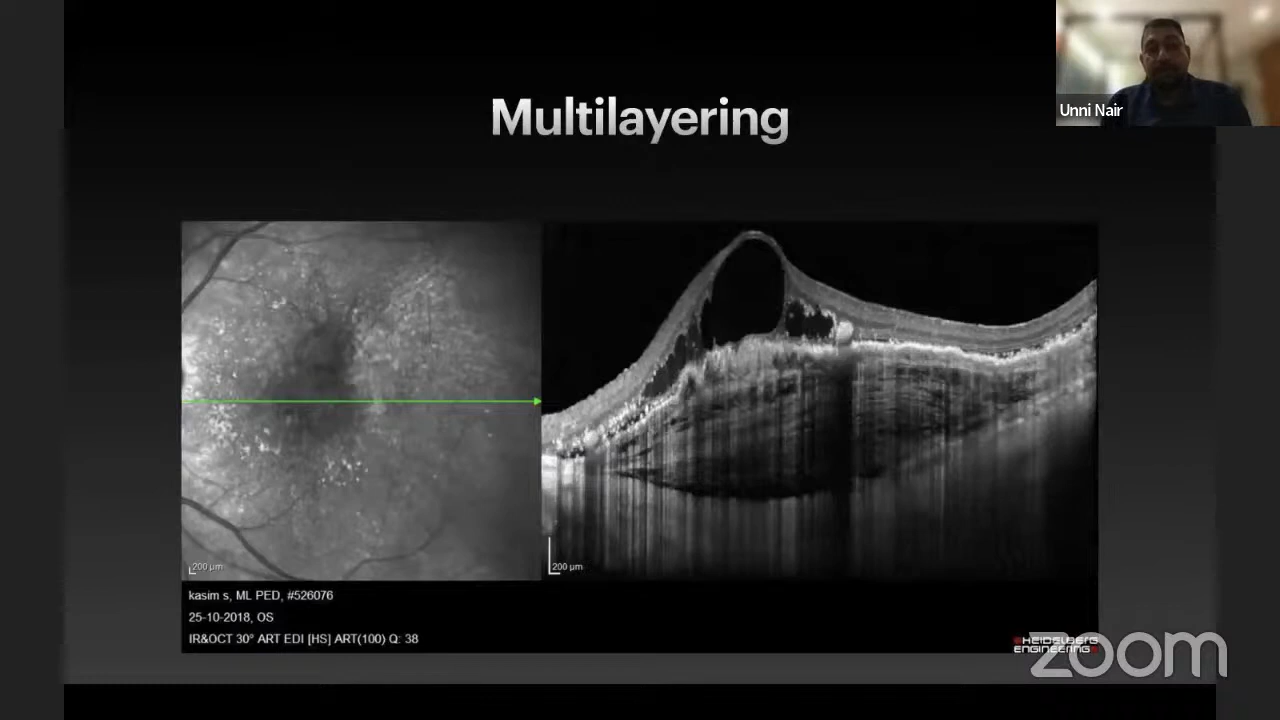 Multilayering
Unni Nair
200 µm
200 µm
kasim s, ML PED, #526076
25-10-2018, OS
IR&OCT 30° ART EDI [HS] ART(100) Q: 38
HEIDELBERG
ENGINEERING
zoom